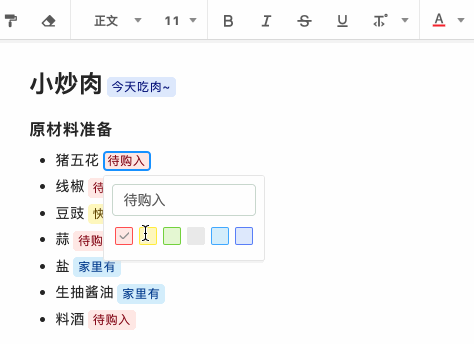 正文 11 B I S U T A
小炒肉 今天吃肉~
原材料准备
猪五花 待购入
线椒 待
待购入
豆豉 快
蒜 待购
盐 家里有
生抽酱油 家里有
料酒 待购入